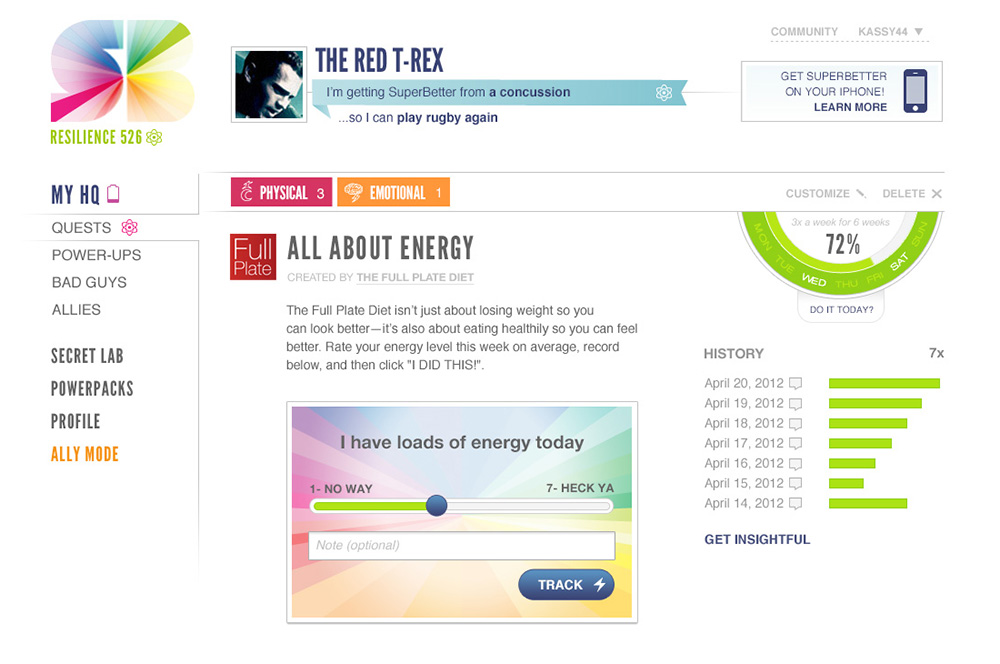 COMMUNITY KASSY44
THE RED T-REX
I'm getting SuperBetter from a concussion
...so I can play rugby again
GET SUPERBETTER
ON YOUR IPHONE!
LEARN MORE
SB
RESILIENCE 526
MY HQ
QUESTS
POWER-UPS
BAD GUYS
ALLIES
SECRET LAB
POWERPACKS
PROFILE
ALLY MODE
PHYSICAL 3
EMOTIONAL 1
CUSTOMIZE
DELETE
Full
Plate
ALL ABOUT ENERGY
CREATED BY THE FULL PLATE DIET
The Full Plate Diet isn't just about losing weight so you
can look better—it's also about eating healthily so you can feel
better. Rate your energy level this week on average, record
below, and then click "I DID THIS!".
I have loads of energy today
1- NO WAY
7- HECK YA
Note (optional)
TRACK
3x a week for 6 weeks
72%
MON TUE WED THU FRI SAT SUN
DO IT TODAY?
HISTORY 7x
April 20, 2012
April 19, 2012
April 18, 2012
April 17, 2012
April 16, 2012
April 15, 2012
April 14, 2012
GET INSIGHTFUL